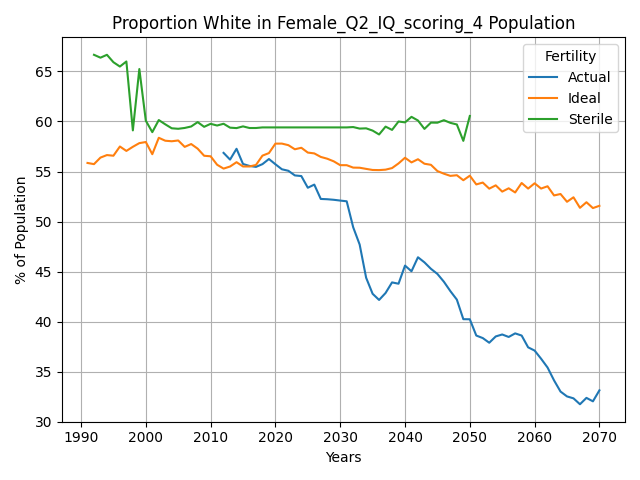 Proportion White in Female_Q2_IQ_scoring_4 Population
Fertility
Actual
Ideal
Sterile
% of Population
65
60
55
50
45
40
35
30
1990 2000 2010 2020 2030 2040 2050 2060 2070
Years